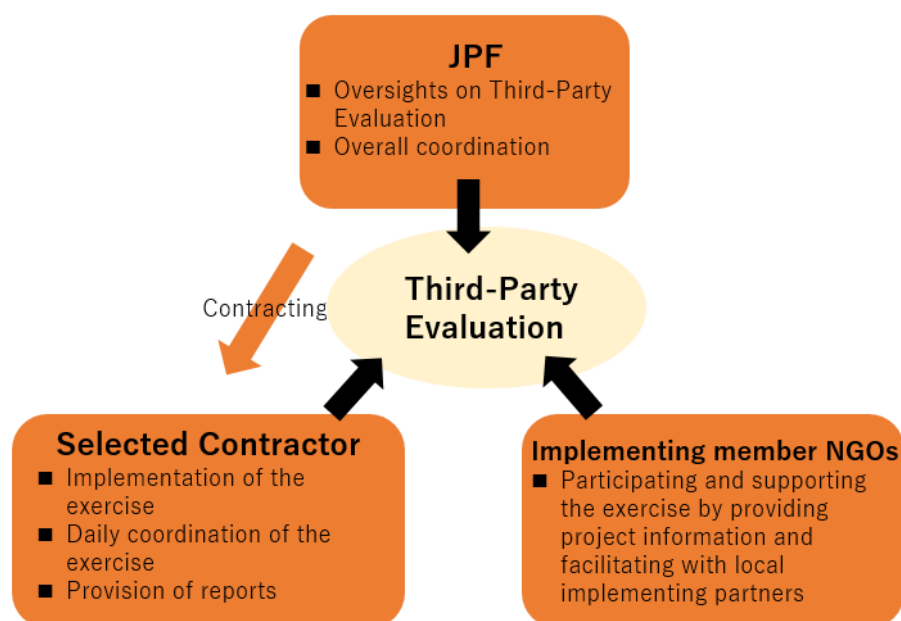 JPF
■ Oversights on Third-Party
Evaluation
■ Overall coordination
Contracting
Third-Party
Evaluation
Selected Contractor
■ Implementation of the
exercise
■ Daily coordination of the
exercise
■ Provision of reports
Implementing member NGOs
■ Participating and supporting
the exercise by providing
project information and
facilitating with local
implementing partners